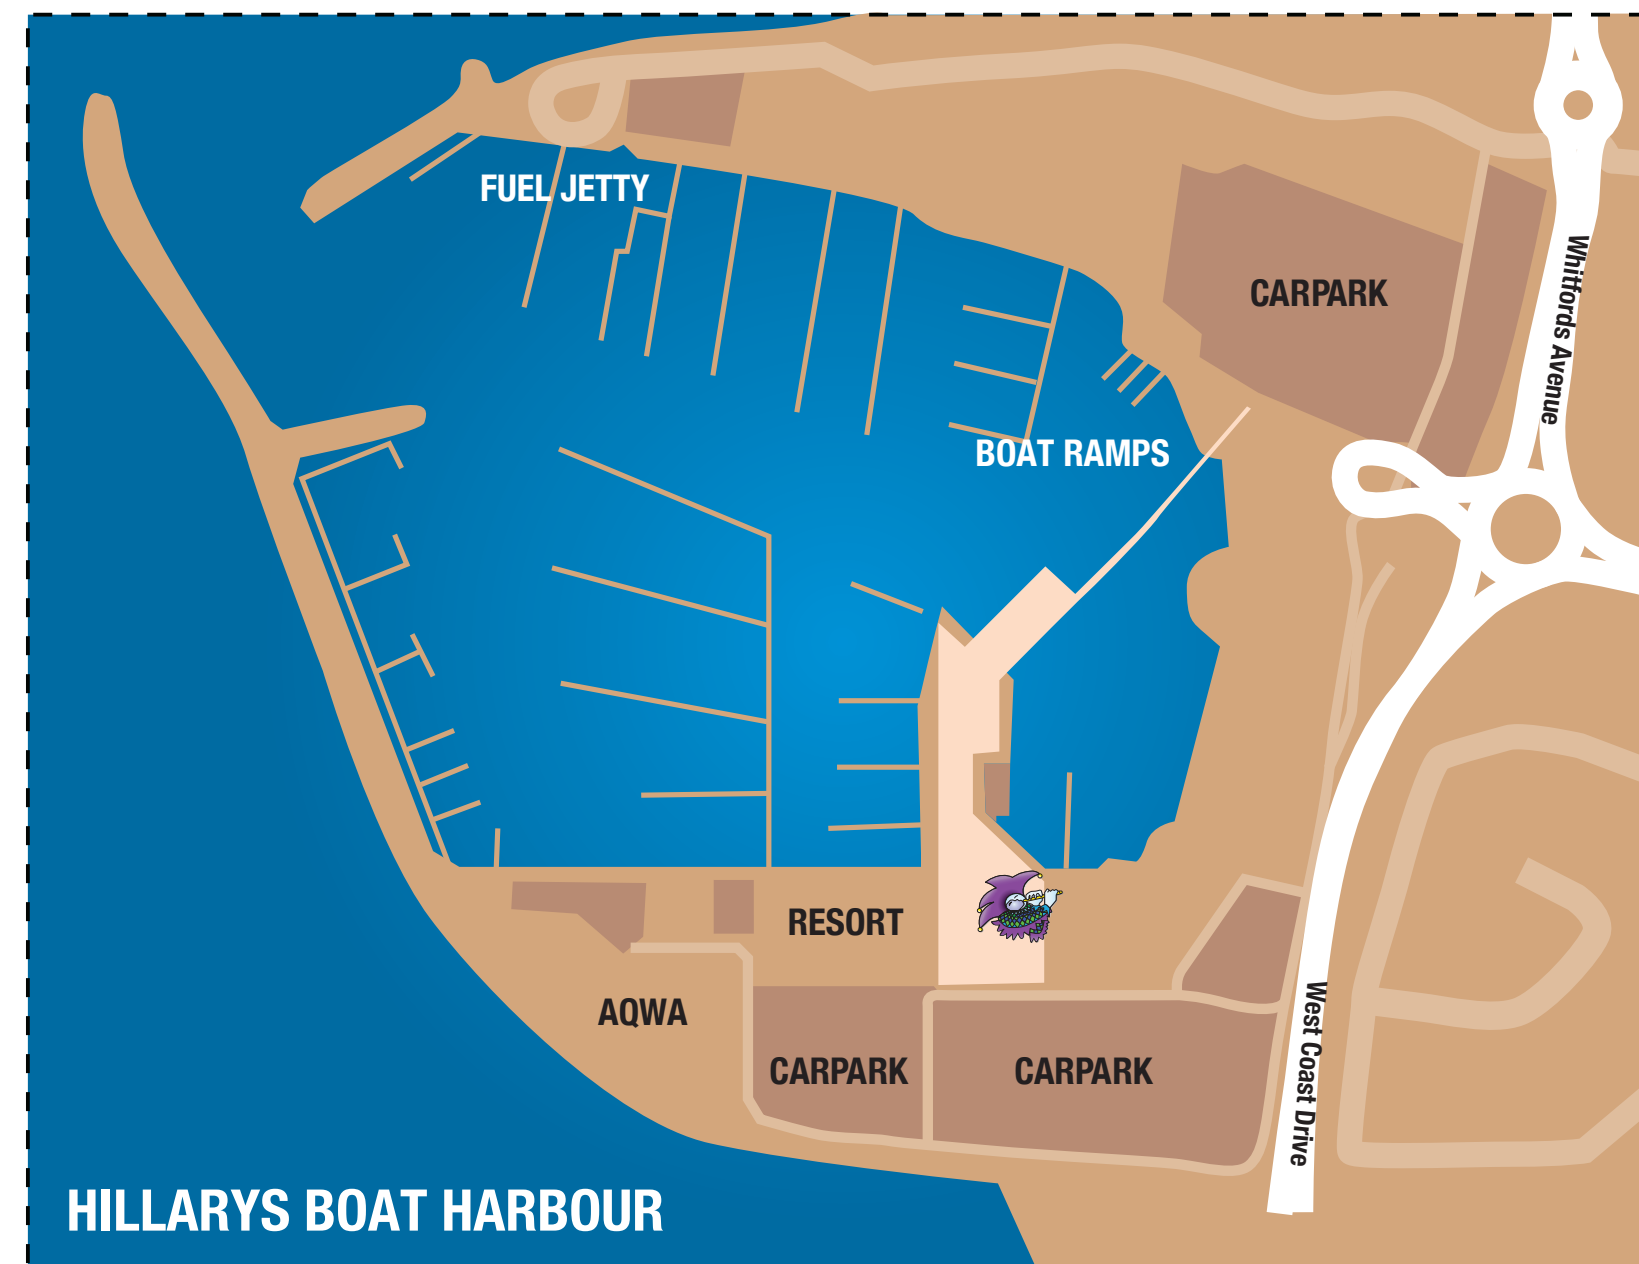 FUEL JETTY
Whitfords Avenue
CARPARK
BOAT RAMPS
RESORT
AQWA
West Coast Drive
CARPARK
CARPARK
HILLARYS BOAT HARBOUR